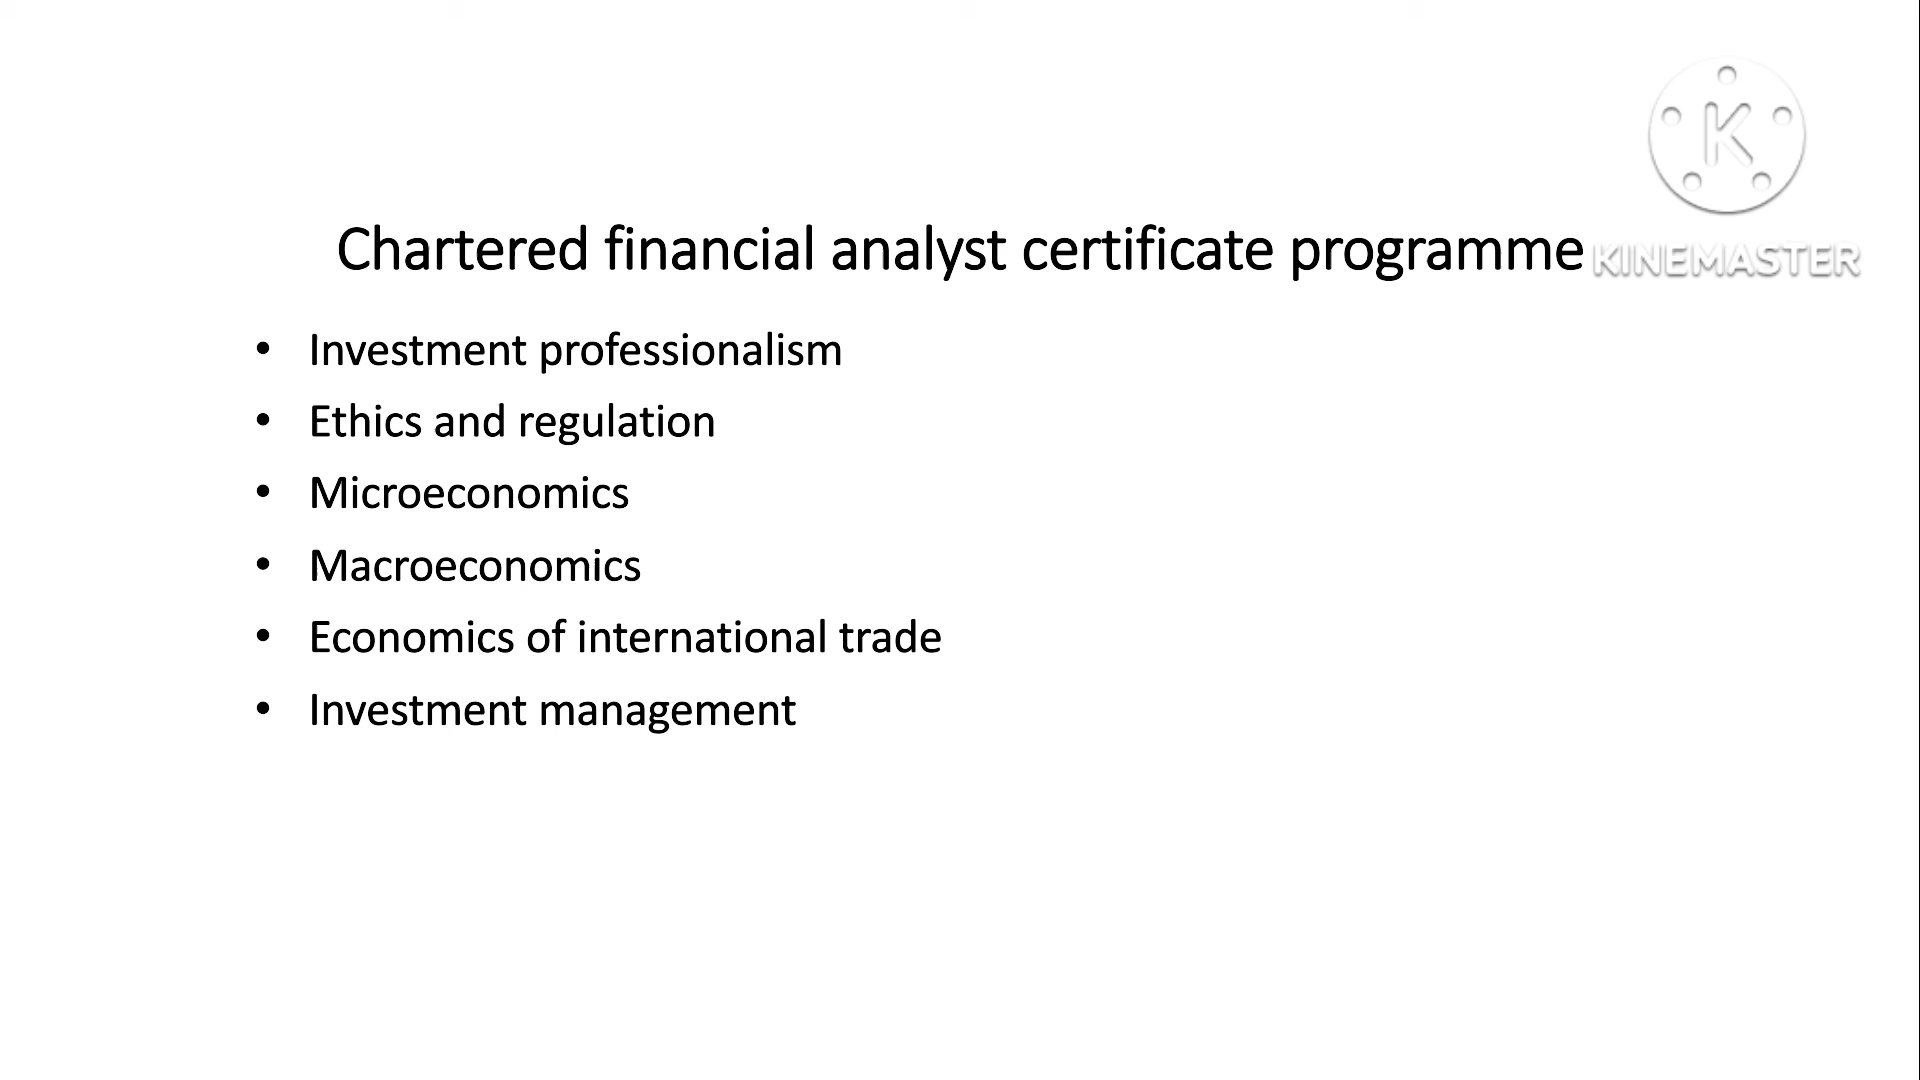 K
Chartered financial analyst certificate programme
KINEMASTER
• Investment professionalism
• Ethics and regulation
• Microeconomics
• Macroeconomics
• Economics of international trade
• Investment management